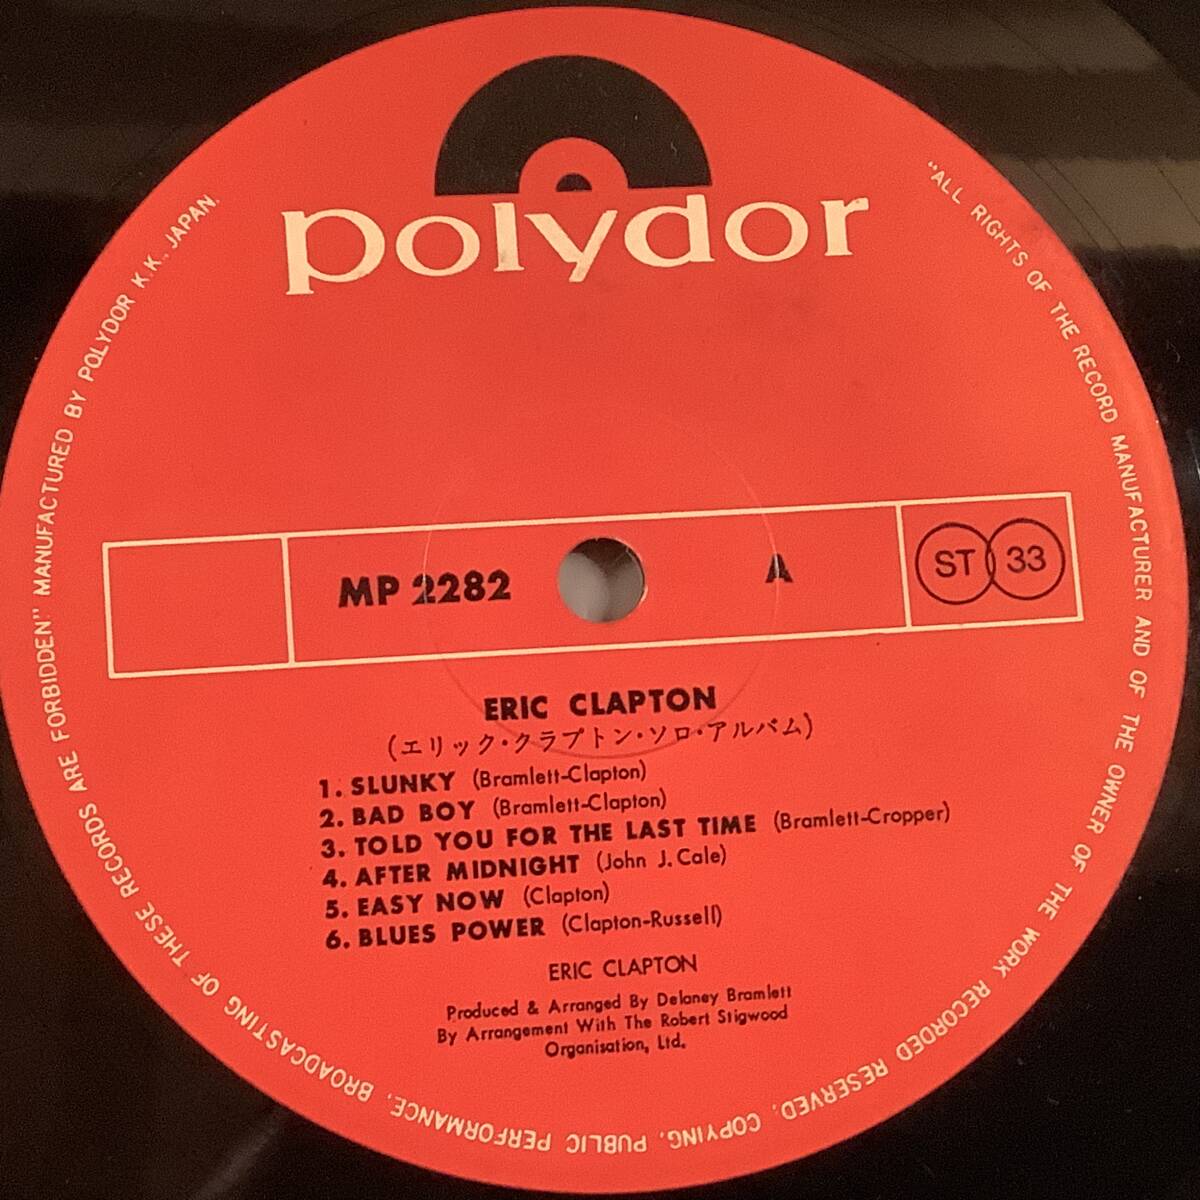 polydor
MP 2282
A
ST 33
ERIC CLAPTON
(エリック・クラプトン・ソロ・アルバム)
1. SLUNKY (Bramlett-Clapton)
2. BAD BOY (Bramlett-Clapton)
3. TOLD YOU FOR THE LAST TIME (Bramlett-Cropper)
4. AFTER MIDNIGHT (John J. Cale)
5. EASY NOW (Clapton)
6. BLUES POWER (Clapton-Russell)
ERIC CLAPTON
Produced & Arranged By Delaney Bramlett
By Arrangement With The Robert Stigwood
Organisation, Ltd.
"ALL RIGHTS OF THE RECORD MANUFACTURER AND OF THE OWNER OF THE WORK RECORDED RESERVED. COPYING, PUBLIC PERFORMANCE, BROADCASTING OF THESE RECORDS ARE FORBIDDEN" MANUFACTURED BY POLYDOR K.K., JAPAN.